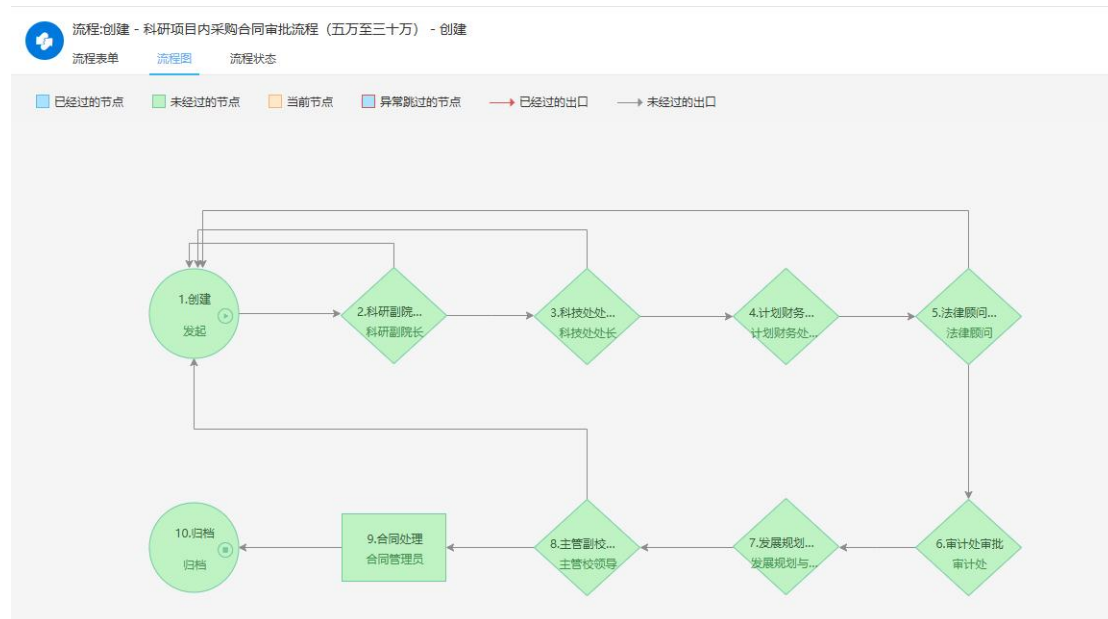 流程:创建 - 科研项目内采购合同审批流程（五万至三十万） - 创建
流程表单 流程图 流程状态
已经过的节点 未经过的节点 当前节点 异常跳过的节点 已经过的出口 未经过的出口
1.创建
发起
2.科研副院...
科研副院长
3.科技处处...
科技处处长
4.计划财务...
计划财务处...
5.法律顾问...
法律顾问
10.归档
归档
9.合同处理
合同管理员
8.主管副校...
主管校领导
7.发展规划...
发展规划与...
6.审计处审批
审计处